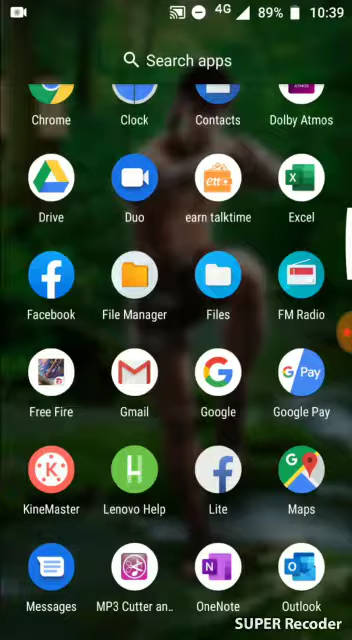 4G 89% 10:39
Search apps
Chrome Clock Contacts Dolby Atmos
Drive Duo earn talktime Excel
Facebook File Manager Files FM Radio
Free Fire Gmail Google Google Pay
KineMaster Lenovo Help Lite Maps
Messages MP3 Cutter an.. OneNote Outlook
SUPER Recoder